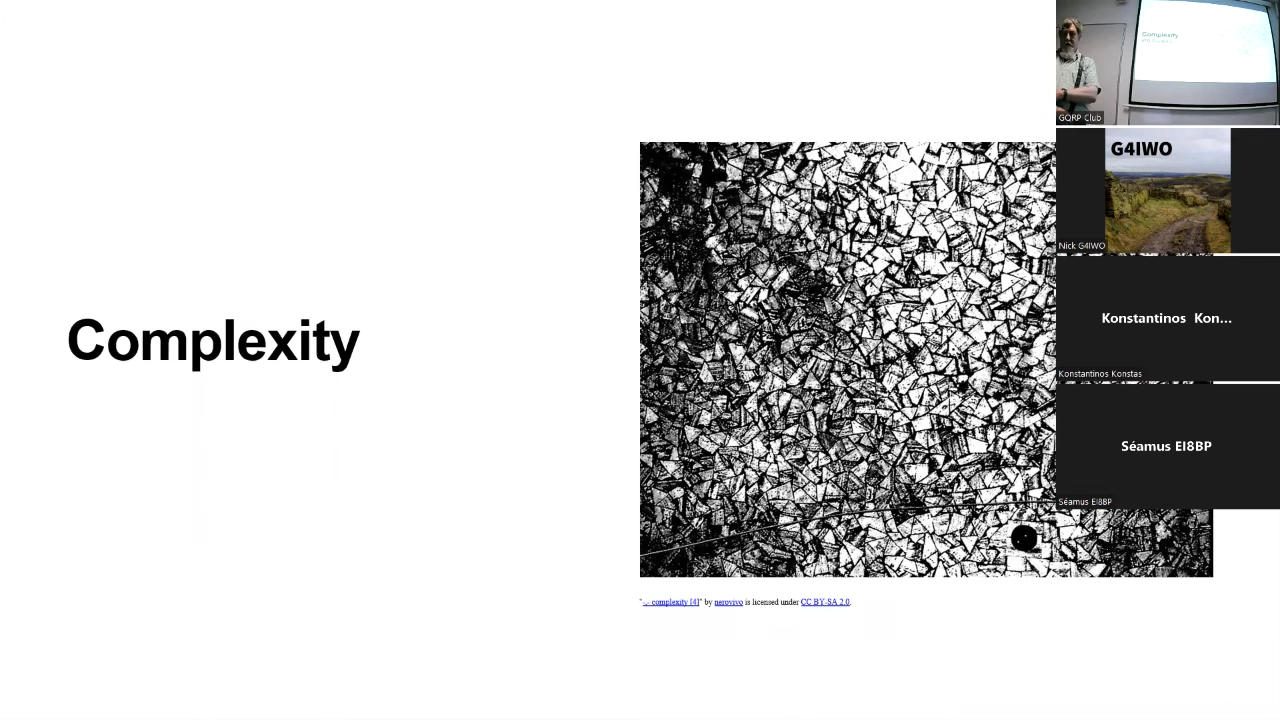 Complexity
":.- complexity [4]" by nerovivo is licensed under CC BY-SA 2.0.
Complexity
GQRP Club
G4IWO
Nick G4IWO
Konstantinos Kon...
Konstantinos Konstas
Séamus EI8BP
Séamus EI8BP